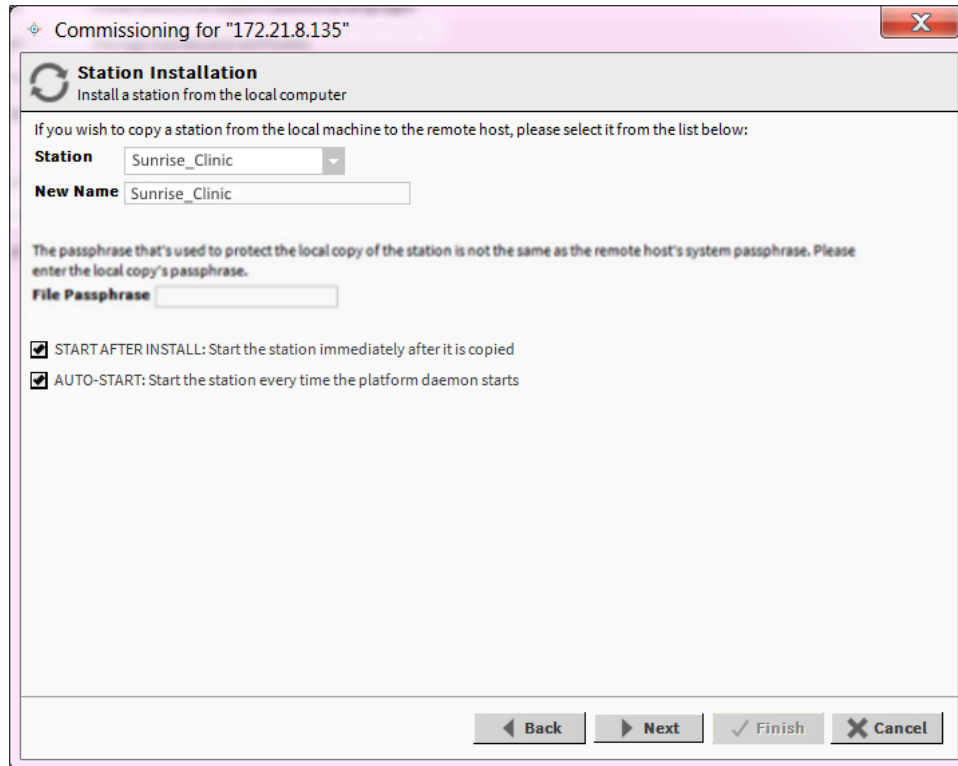 Commissioning for "172.21.8.135"
Station Installation
Install a station from the local computer
If you wish to copy a station from the local machine to the remote host, please select it from the list below:
Station Sunrise_Clinic
New Name Sunrise_Clinic
The passphrase that's used to protect the local copy of the station is not the same as the remote host's system passphrase. Please
enter the local copy's passphrase.
File Passphrase
START AFTER INSTALL: Start the station immediately after it is copied
AUTO-START: Start the station every time the platform daemon starts
Back Next Finish Cancel